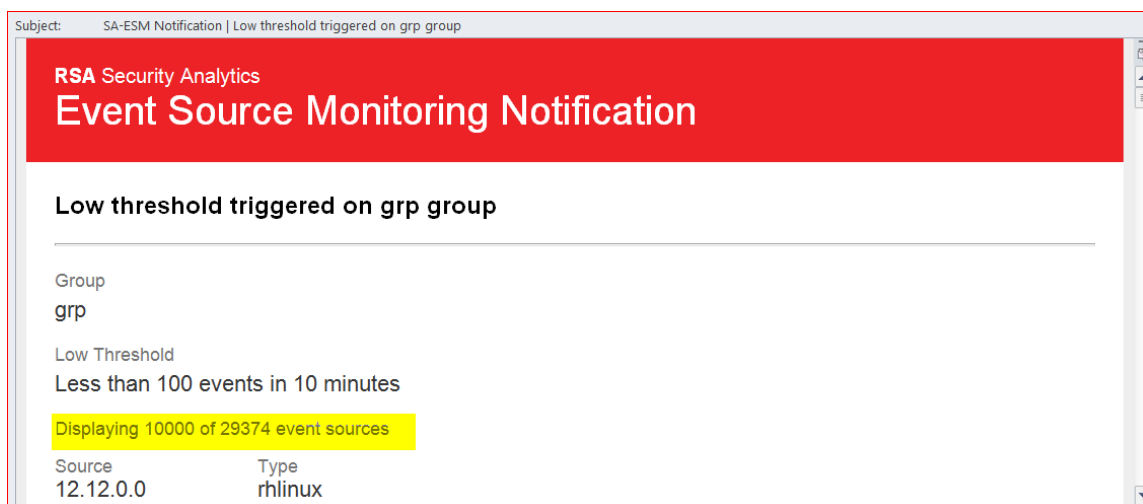 Subject: SA-ESM Notification | Low threshold triggered on grp group
RSA Security Analytics
Event Source Monitoring Notification
Low threshold triggered on grp group
Group
grp
Low Threshold
Less than 100 events in 10 minutes
Displaying 10000 of 29374 event sources
Source Type
12.12.0.0 rhlinux